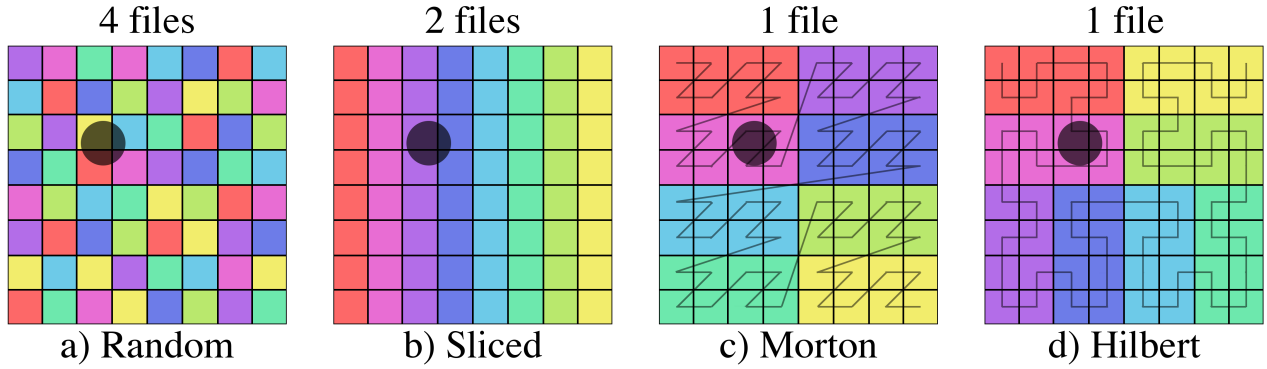 4 files
2 files
1 file
1 file
a) Random
b) Sliced
c) Morton
d) Hilbert